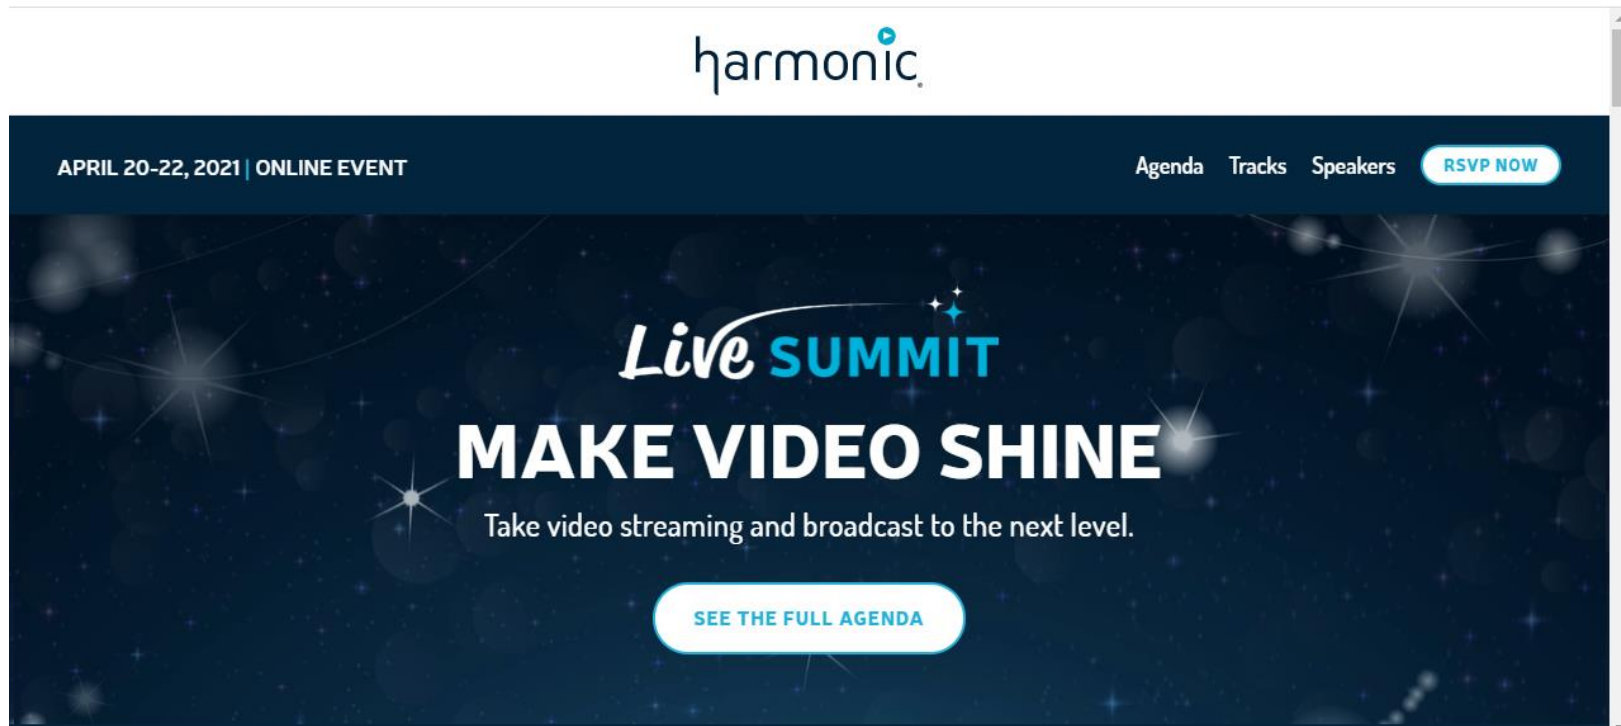 harmonic®
APRIL 20-22, 2021 | ONLINE EVENT
Agenda Tracks Speakers RSVP NOW
Live SUMMIT
MAKE VIDEO SHINE
Take video streaming and broadcast to the next level.
SEE THE FULL AGENDA